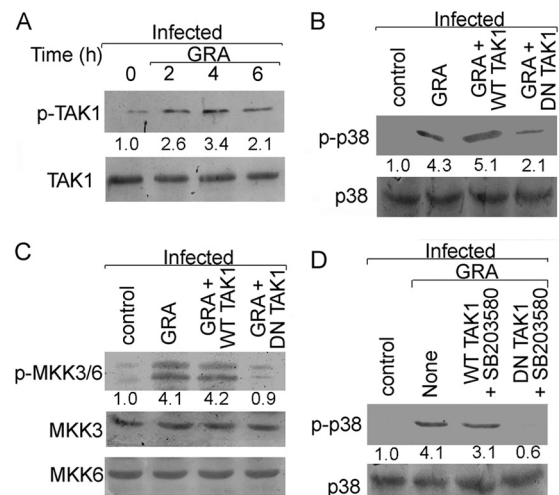 A
Infected
Time (h)
GRA
0 2 4 6
p-TAK1
1.0 2.6 3.4 2.1
TAK1
B
Infected
control
GRA
GRA +
WT TAK1
GRA +
DN TAK1
p-p38
1.0 4.3 5.1 2.1
p38
C
Infected
control
GRA
GRA +
WT TAK1
GRA +
DN TAK1
p-MKK3/6
1.0 4.1 4.2 0.9
MKK3
MKK6
D
Infected
GRA
control
None
WT TAK1
+ SB203580
DN TAK1
+ SB203580
p-p38
1.0 4.1 3.1 0.6
p38